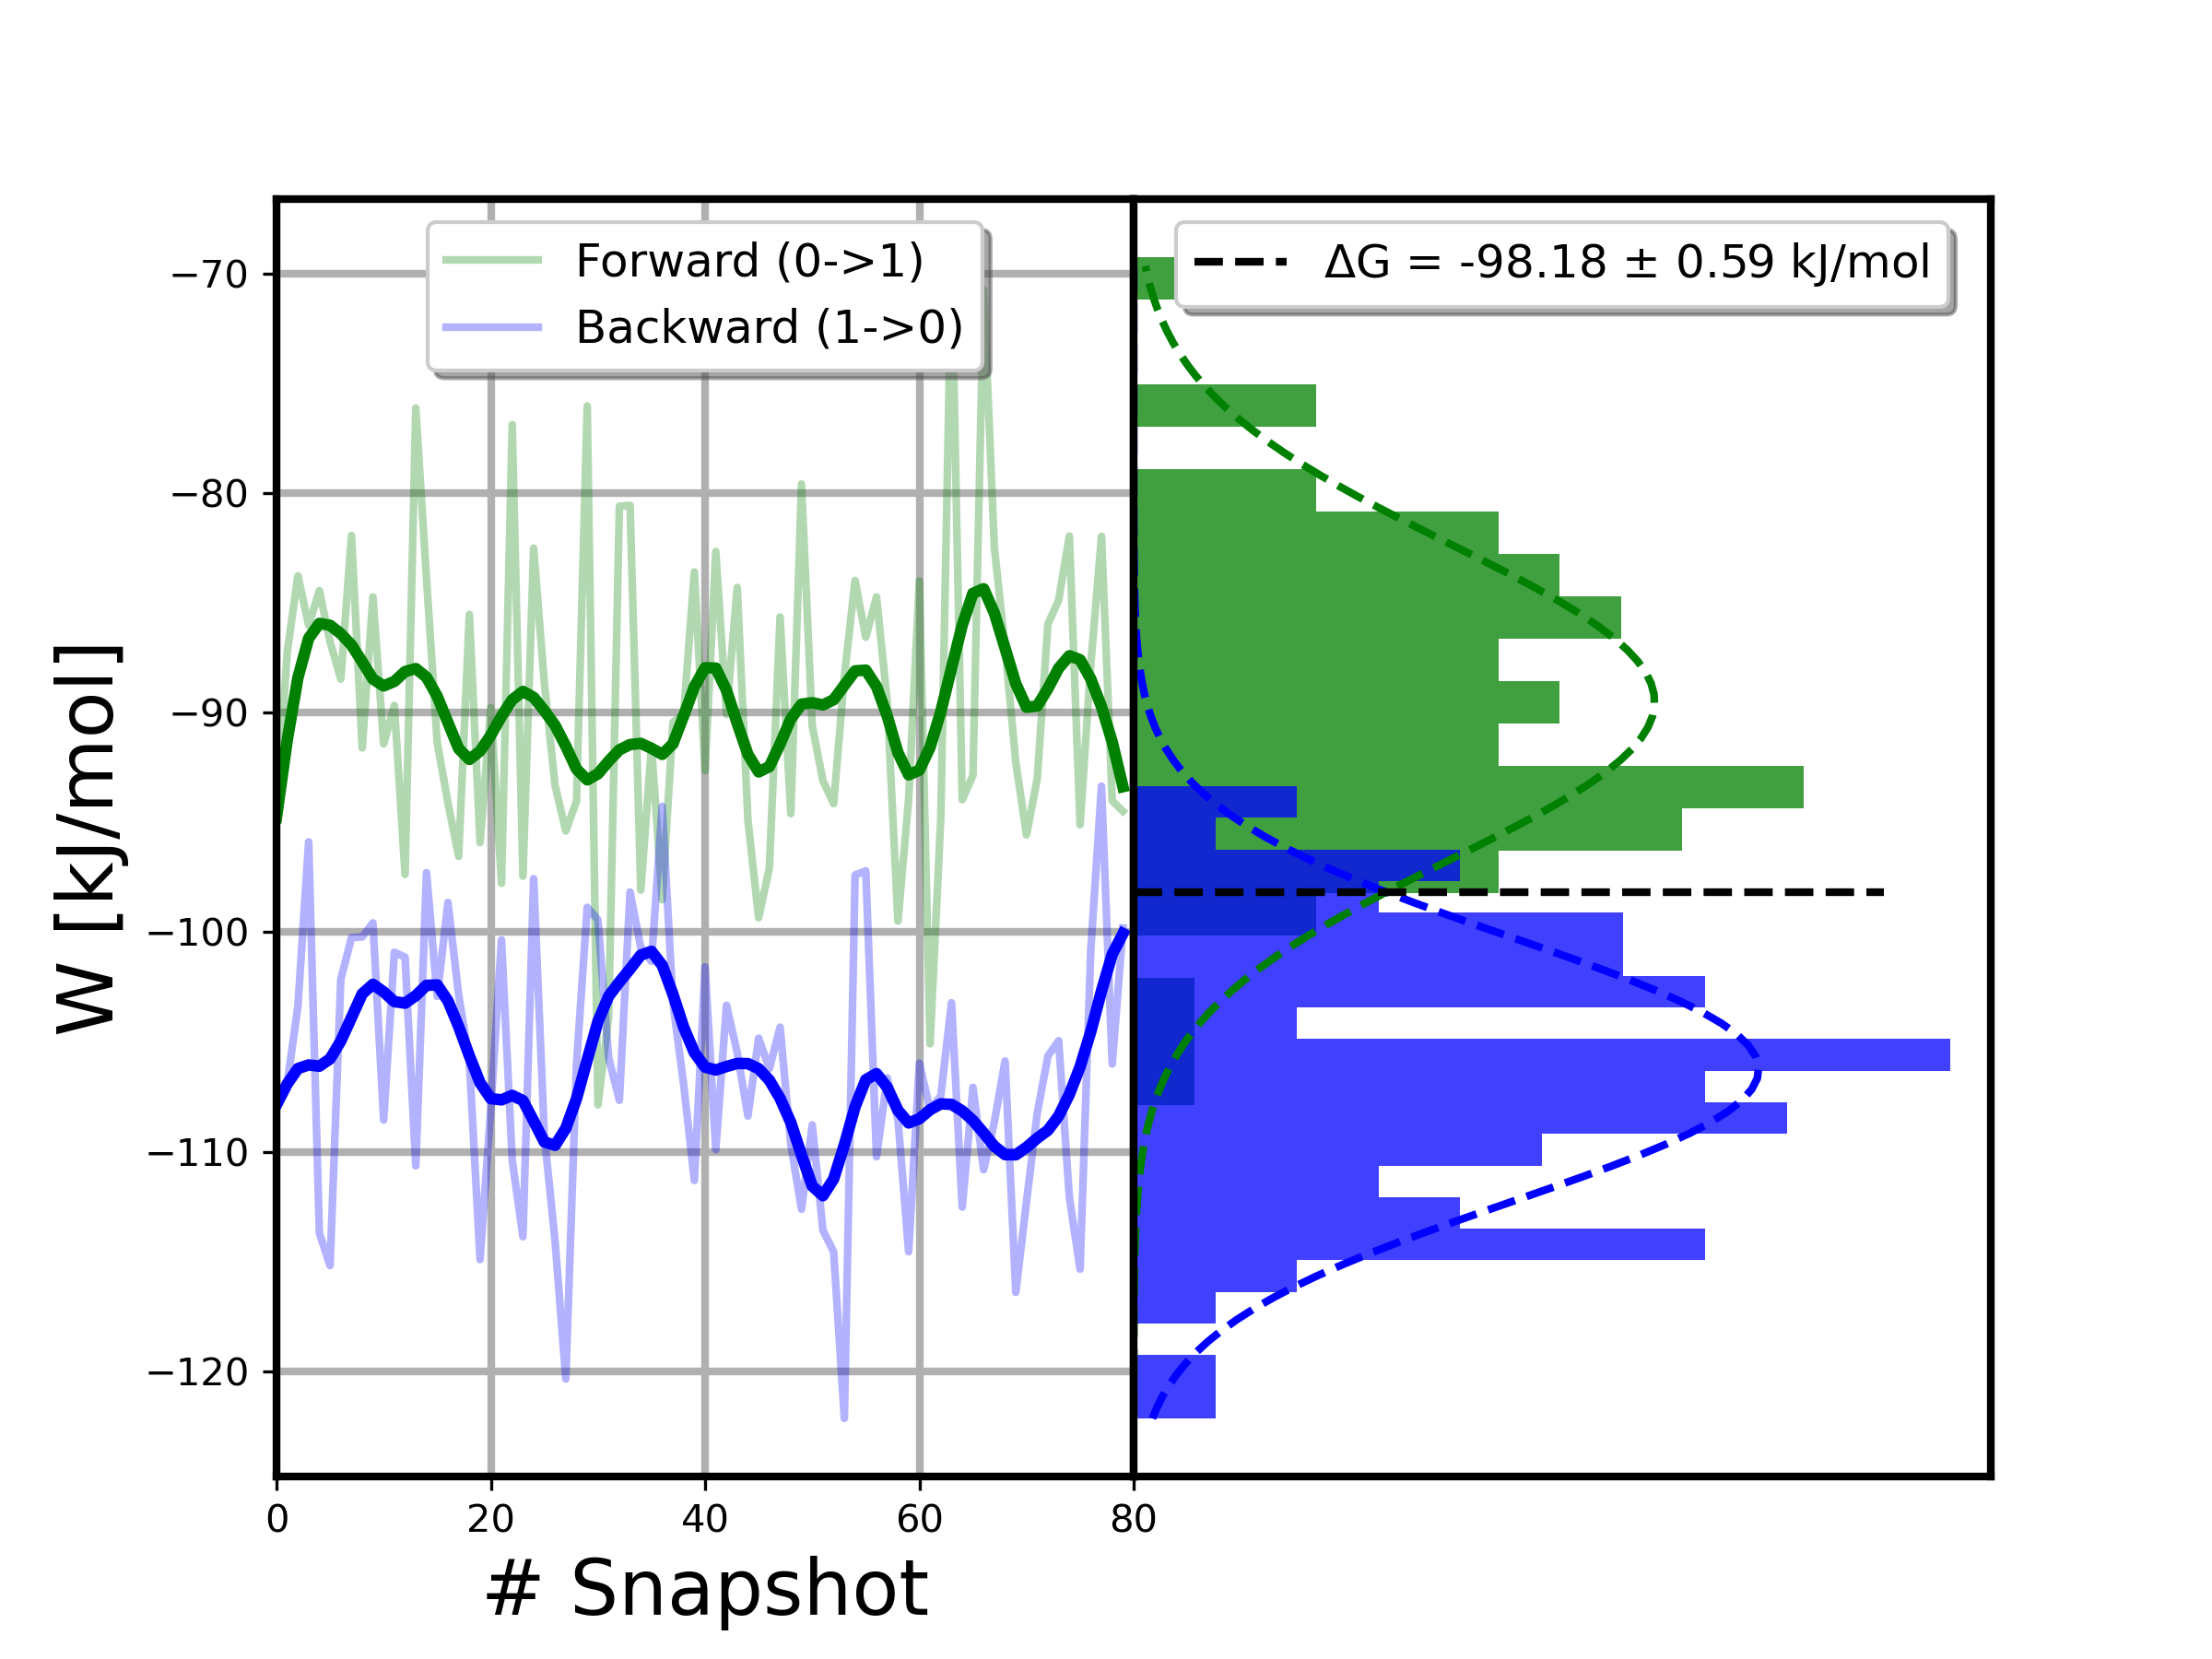 Forward (0->1)
Backward (1->0)
ΔG = -98.18 ± 0.59 kJ/mol
−70
−80
−90
−100
−110
−120
W [kJ/mol]
0 20 40 60 80
# Snapshot